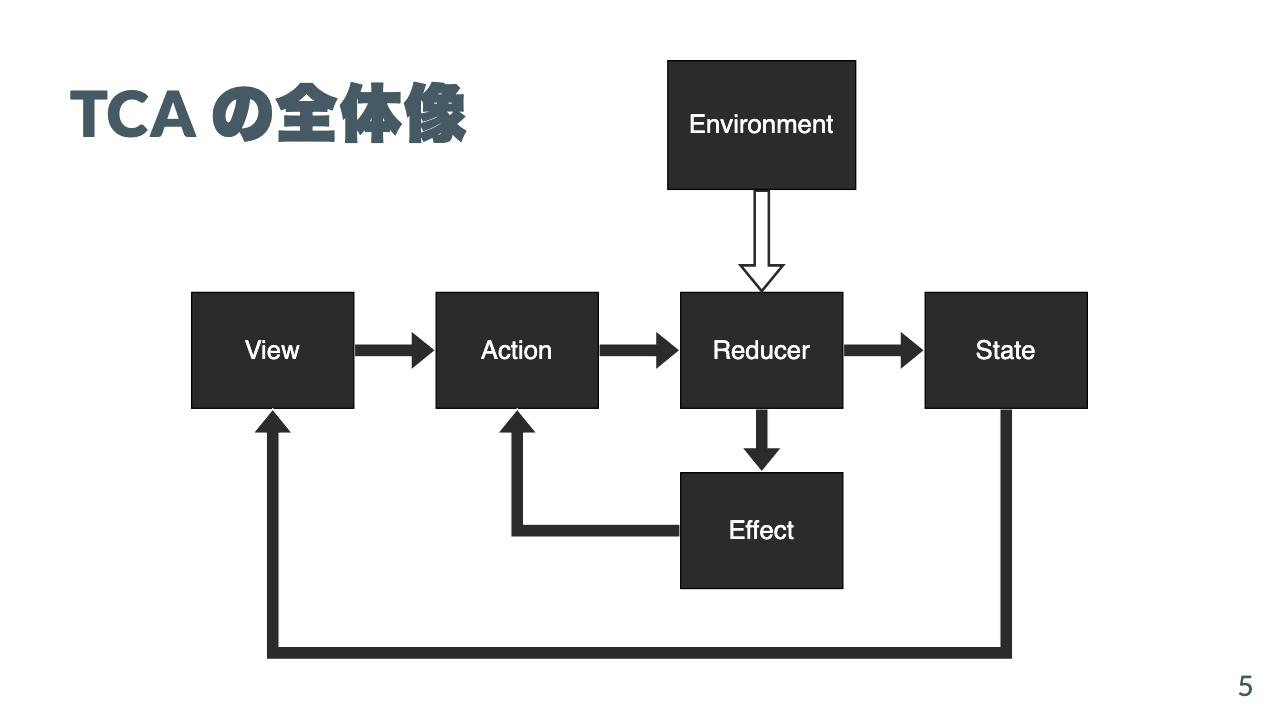 TCA の全体像
Environment
View
Action
Reducer
State
Effect
5